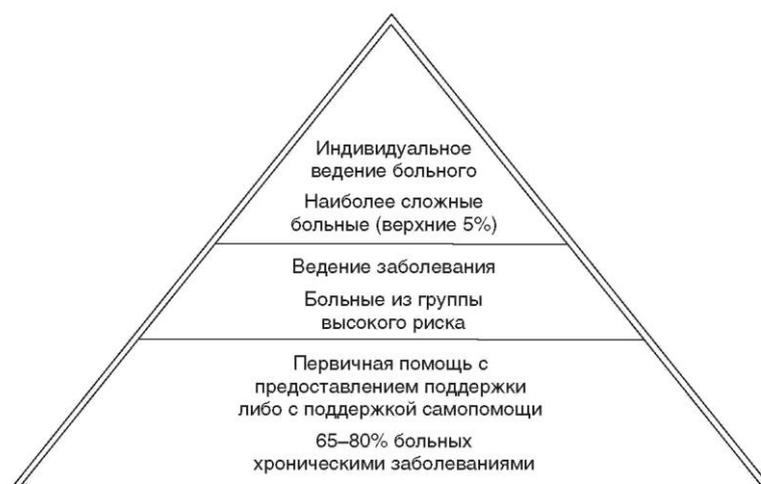 Индивидуальное
ведение больного
Наиболее сложные
больные (верхние 5%)
Ведение заболевания
Больные из группы
высокого риска
Первичная помощь с
предоставлением поддержки
либо с поддержкой самопомощи
65–80% больных
хроническими заболеваниями